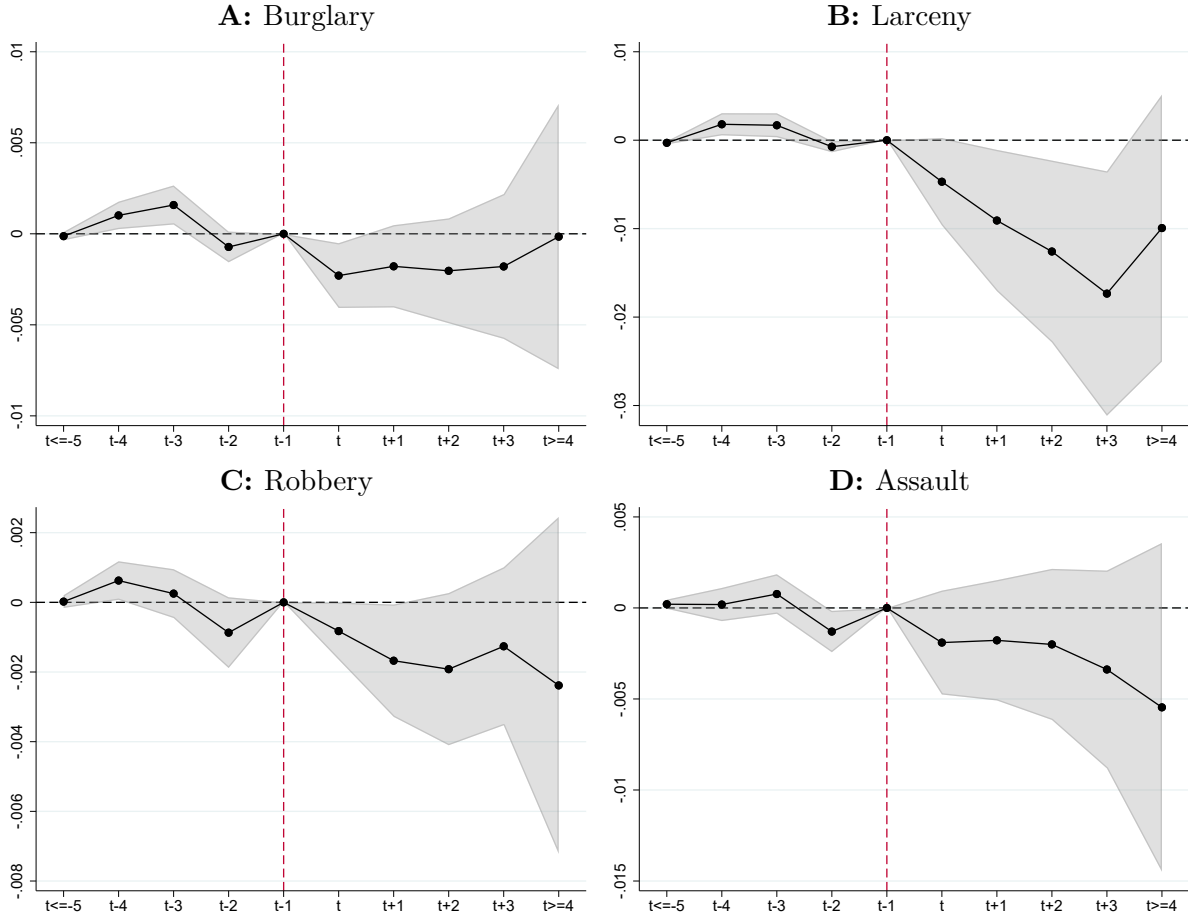 A: Burglary
.01
.005
0
-.005
-.01
t<=-5 t-4 t-3 t-2 t-1 t t+1 t+2 t+3 t>=4
B: Larceny
.01
0
-.01
-.02
-.03
t<=-5 t-4 t-3 t-2 t-1 t t+1 t+2 t+3 t>=4
C: Robbery
.002
0
-.002
-.004
-.006
-.008
t<=-5 t-4 t-3 t-2 t-1 t t+1 t+2 t+3 t>=4
D: Assault
.005
0
-.005
-.01
-.015
t<=-5 t-4 t-3 t-2 t-1 t t+1 t+2 t+3 t>=4